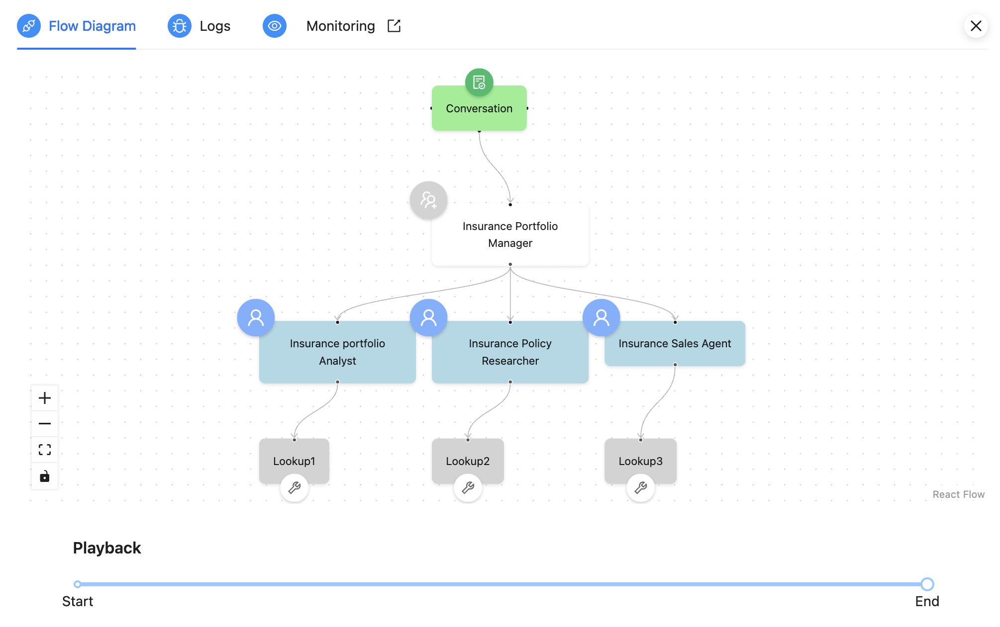 Flow Diagram
Logs
Monitoring
Conversation
Insurance Portfolio
Manager
Insurance portfolio
Analyst
Insurance Policy
Researcher
Insurance Sales Agent
Lookup1
Lookup2
Lookup3
React Flow
Playback
Start
End